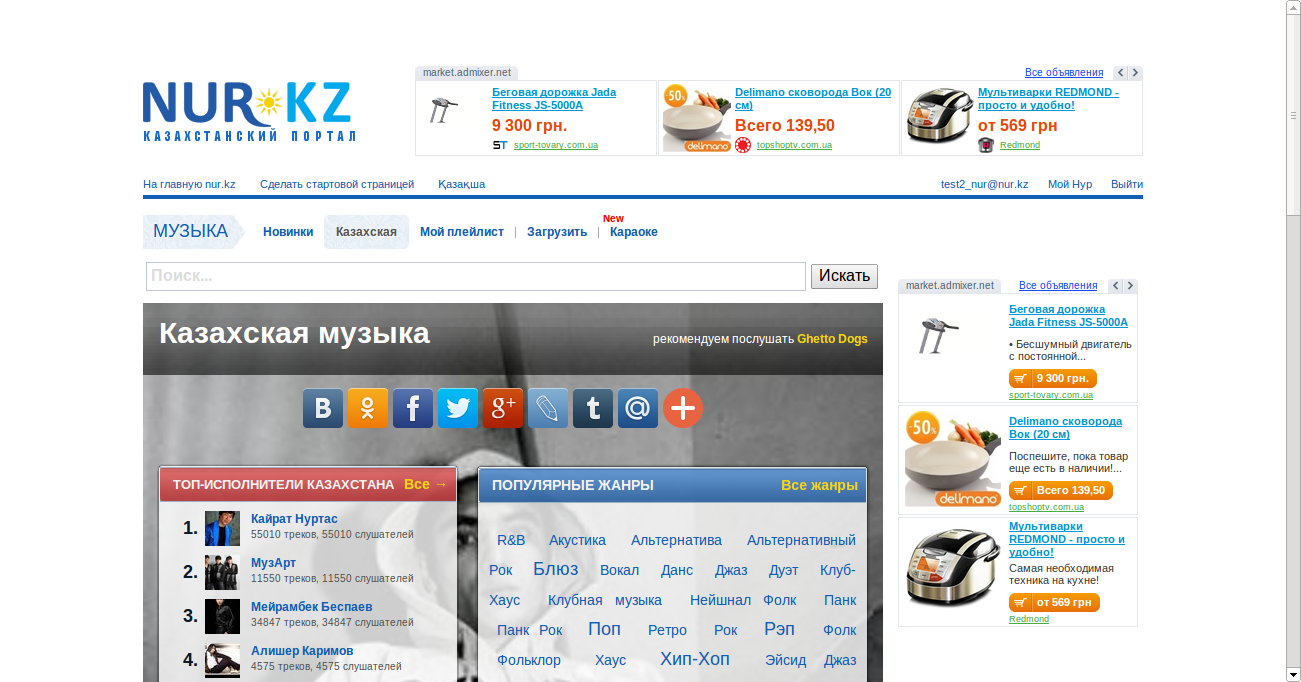 market.admixer.net
Все объявления
NUR KZ
КАЗАХСТАНСКИЙ ПОРТАЛ
Беговая дорожка Jada
Fitness JS-5000A
9 300 грн.
ST sport-tovary.com.ua
50%
delimano
Delimano сковорода Вок (20
см)
Всего 139,50
topshoptv.com.ua
Мультиварки REDMOND -
просто и удобно!
от 569 грн
Redmond
На главную nur.kz
Сделать стартовой страницей
Қазақша
test2_nur@nur.kz
Мой Нур
Выйти
МУЗЫКА
Новинки
Казахская
Мой плейлист
Загрузить
New
Караоке
Поиск...
Искать
Казахская музыка
рекомендуем послушать Ghetto Dogs
ТОП-ИСПОЛНИТЕЛИ КАЗАХСТАНА Все →
1. Кайрат Нуртас
55010 треков, 55010 слушателей
2. МузАрт
11550 треков, 11550 слушателей
3. Мейрамбек Беспаев
34847 треков, 34847 слушателей
4. Алишер Каримов
4575 треков, 4575 слушателей
ПОПУЛЯРНЫЕ ЖАНРЫ Все жанры
R&B Акустика Альтернатива Альтернативный
Рок Блюз Вокал Данс Джаз Дуэт Клуб-
Хаус Клубная музыка Нейшнал Фолк Панк
Панк Рок Поп Ретро Рок Рэп Фолк
Фольклор Хаус Хип-Хоп Эйсид Джаз
market.admixer.net
Все объявления
Беговая дорожка
Jada Fitness JS-5000A
• Бесшумный двигатель
с постоянной...
9 300 грн.
sport-tovary.com.ua
-50%
delimano
Delimano сковорода
Вок (20 см)
Поспешите, пока товар
еще есть в наличии!...
Всего 139,50
topshoptv.com.ua
Мультиварки
REDMOND - просто и
удобно!
Самая необходимая
техника на кухне!
от 569 грн
Redmond